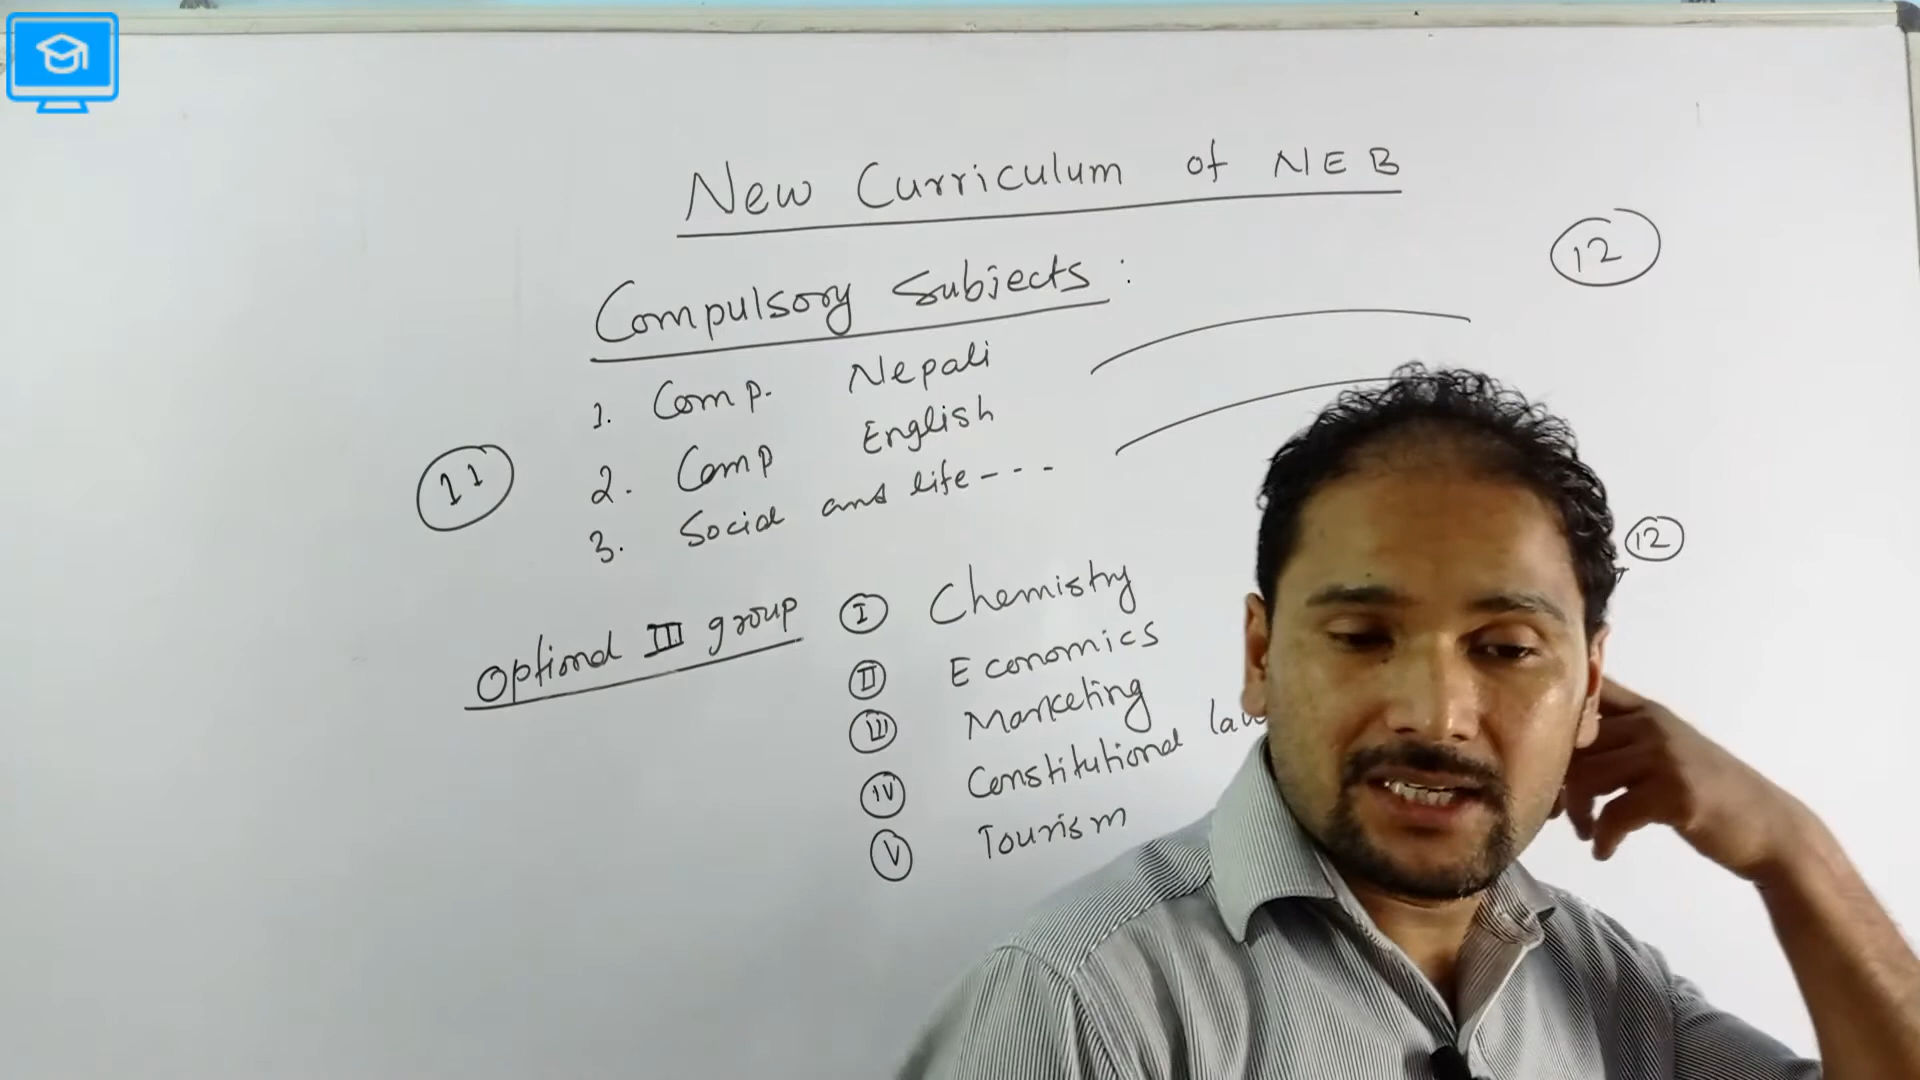 New Curriculum of NEB
12
Compulsory Subjects :
1. Comp. Nepali
2. Comp English
11
3. Social and life - - -
12
Optional III group
I Chemistry
II Economics
III Marketing
IV Constitutional law
V Tourism